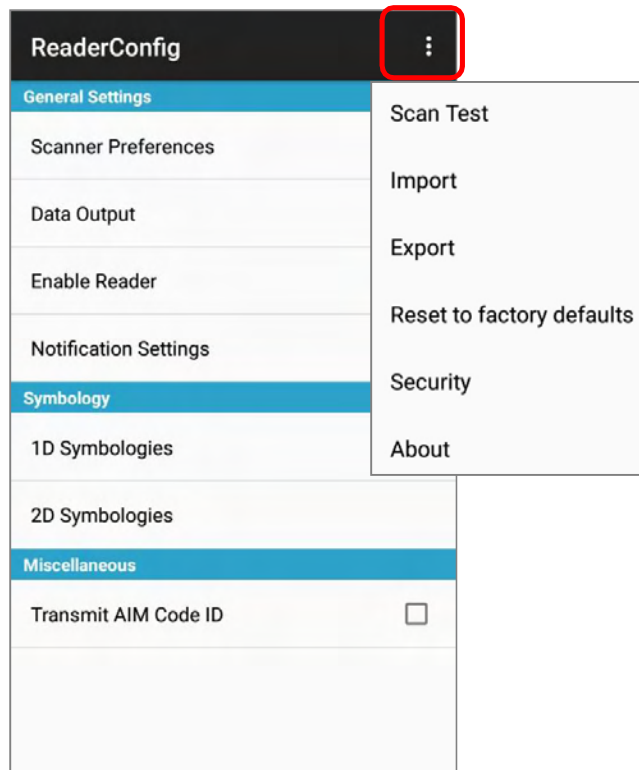 ReaderConfig
General Settings
Scanner Preferences
Data Output
Enable Reader
Notification Settings
Symbology
1D Symbologies
2D Symbologies
Miscellaneous
Transmit AIM Code ID
Scan Test
Import
Export
Reset to factory defaults
Security
About